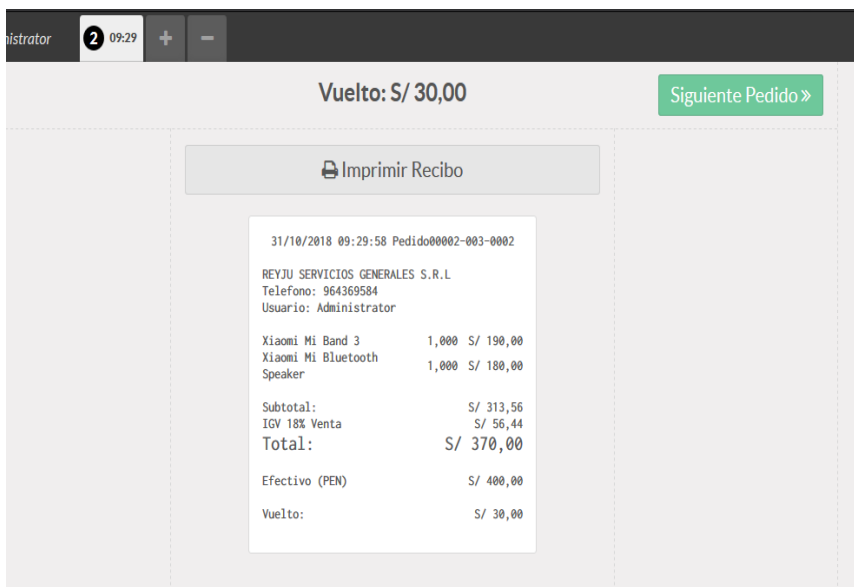 nistrator 2 09:29 + −
Vuelto: S/ 30,00 Siguiente Pedido »
Imprimir Recibo
31/10/2018 09:29:58 Pedido00002-003-0002
REYJU SERVICIOS GENERALES S.R.L
Telefono: 964369584
Usuario: Administrator
Xiaomi Mi Band 3 1,000 S/ 190,00
Xiaomi Mi Bluetooth
Speaker 1,000 S/ 180,00
Subtotal: S/ 313,56
IGV 18% Venta S/ 56,44
Total: S/ 370,00
Efectivo (PEN) S/ 400,00
Vuelto: S/ 30,00